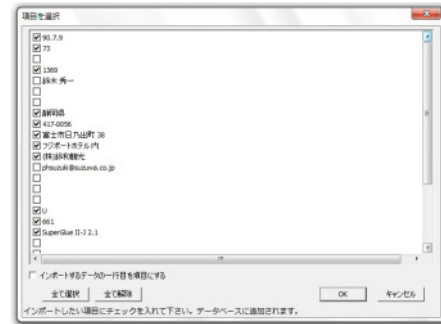 項目を選択
90.7.9
73
1369
鈴木 秀一
静岡県
417-0056
富士市日乃出町 38
フジポートホテル内
(株)鈴和観光
phsuzuki@suzuwa.co.jp
U
661
SuperGlue II-J 2.1
インポートするデータの一行目を項目にする
全て選択 全て解除 OK キャンセル
インポートしたい項目にチェックを入れて下さい。データベースに追加されます。